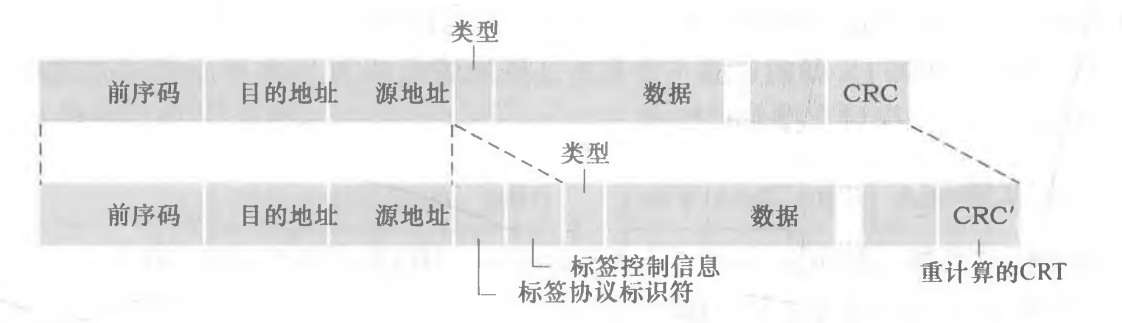 类型
前序码 目的地址 源地址 数据 CRC
类型
前序码 目的地址 源地址 数据 CRC′
标签控制信息
标签协议标识符
重计算的CRT